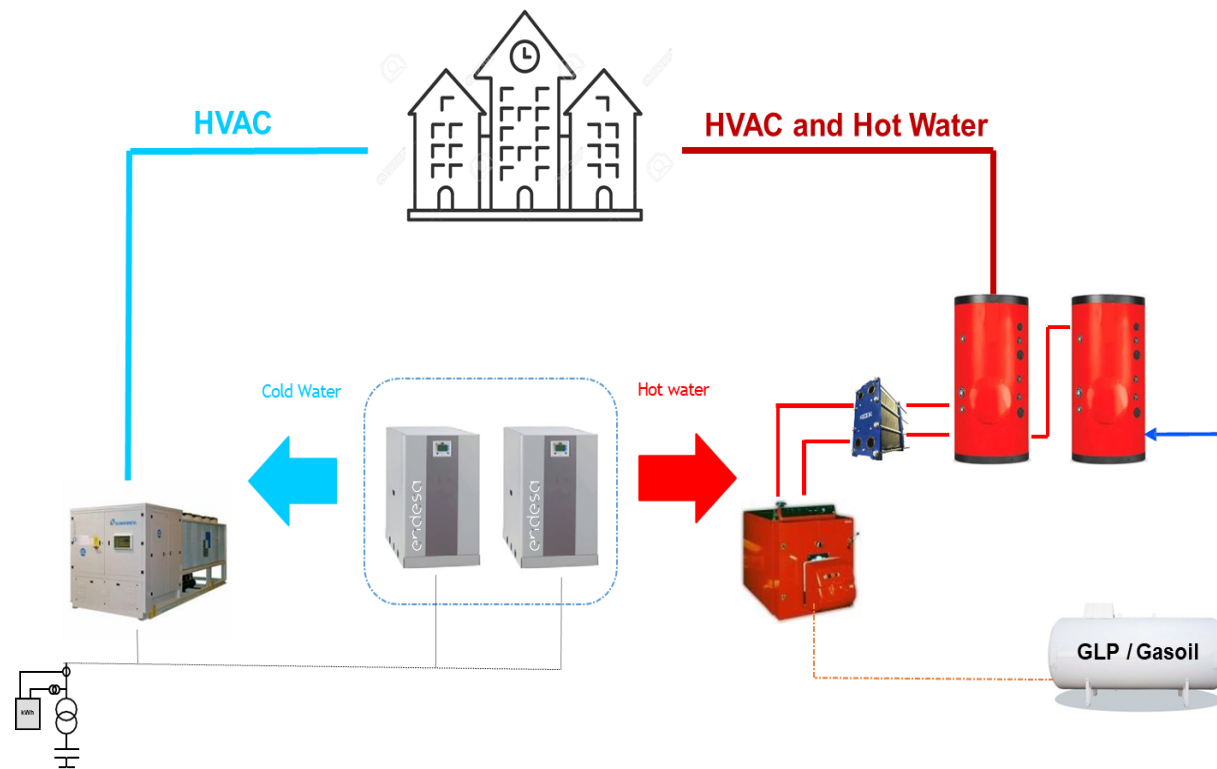 HVAC
HVAC and Hot Water
Cold Water
Hot water
endesa
endesa
GLP / Gasoil
kWh